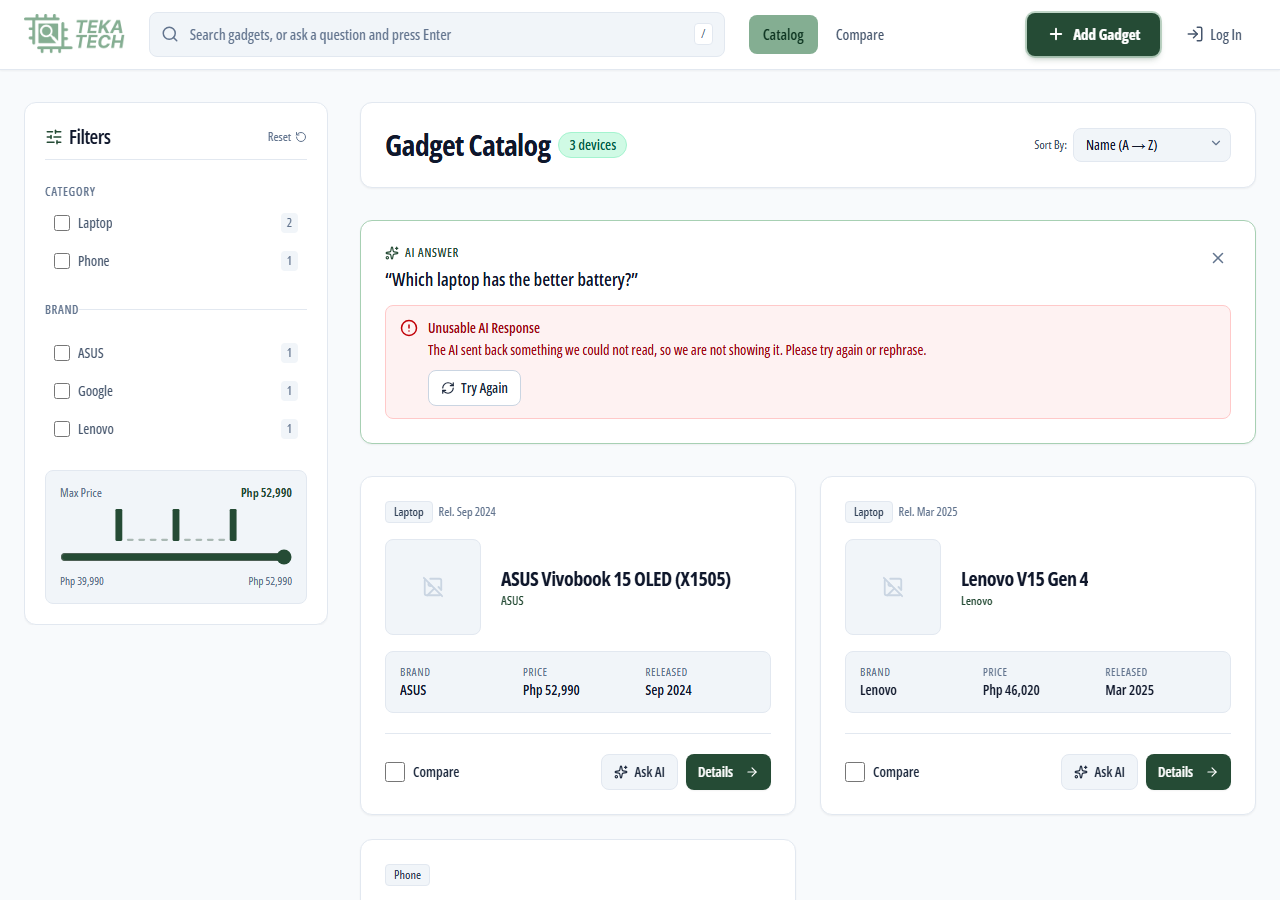 TEKA TECH
Search gadgets, or ask a question and press Enter
/
Catalog
Compare
Add Gadget
Log In
Filters
Reset
CATEGORY
Laptop 2
Phone 1
BRAND
ASUS 1
Google 1
Lenovo 1
Max Price Php 52,990
Php 39,990 Php 52,990
Gadget Catalog 3 devices
Sort By: Name (A → Z)
AI ANSWER
“Which laptop has the better battery?”
Unusable AI Response
The AI sent back something we could not read, so we are not showing it. Please try again or rephrase.
Try Again
Laptop Rel. Sep 2024
ASUS Vivobook 15 OLED (X1505)
ASUS
BRAND PRICE RELEASED
ASUS Php 52,990 Sep 2024
Compare Ask AI Details
Laptop Rel. Mar 2025
Lenovo V15 Gen 4
Lenovo
BRAND PRICE RELEASED
Lenovo Php 46,020 Mar 2025
Compare Ask AI Details
Phone